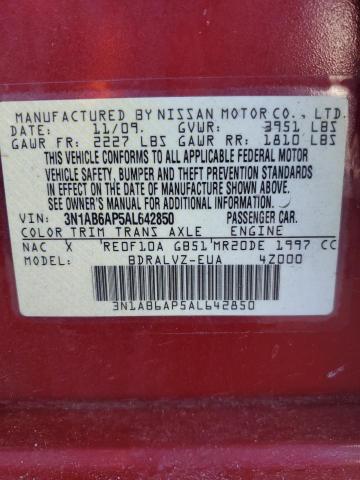 MANUFACTURED BY NISSAN MOTOR CO., LTD.
DATE: 11/09. GVWR: 3951 LBS
GAWR FR: 2227 LBS GAWR RR: 1810 LBS
THIS VEHICLE CONFORMS TO ALL APPLICABLE FEDERAL MOTOR
VEHICLE SAFETY, BUMPER AND THEFT PREVENTION STANDARDS
IN EFFECT ON THE DATE OF MANUFACTURE SHOWN ABOVE.
SEE OWNER'S MANUAL FOR ADDITIONAL INFORMATION.
VIN: 3N1AB6AP5AL642850 PASSENGER CAR.
COLOR TRIM TRANS AXLE ENGINE
NAC X RE0F10A GB51 MR20DE 1997 CC
MODEL: BDRALVZ-EUA 4Z000
3N1AB6AP5AL642850